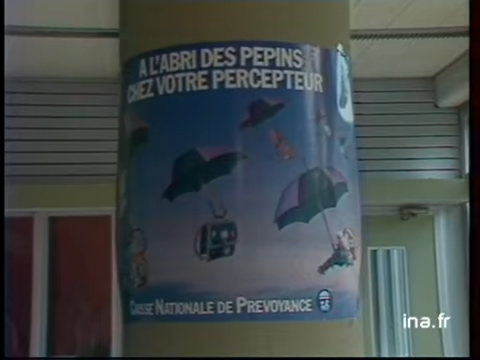 A L'ABRI DES PEPINS
CHEZ VOTRE PERCEPTEUR
CAISSE NATIONALE DE PREVOYANCE
ina.fr